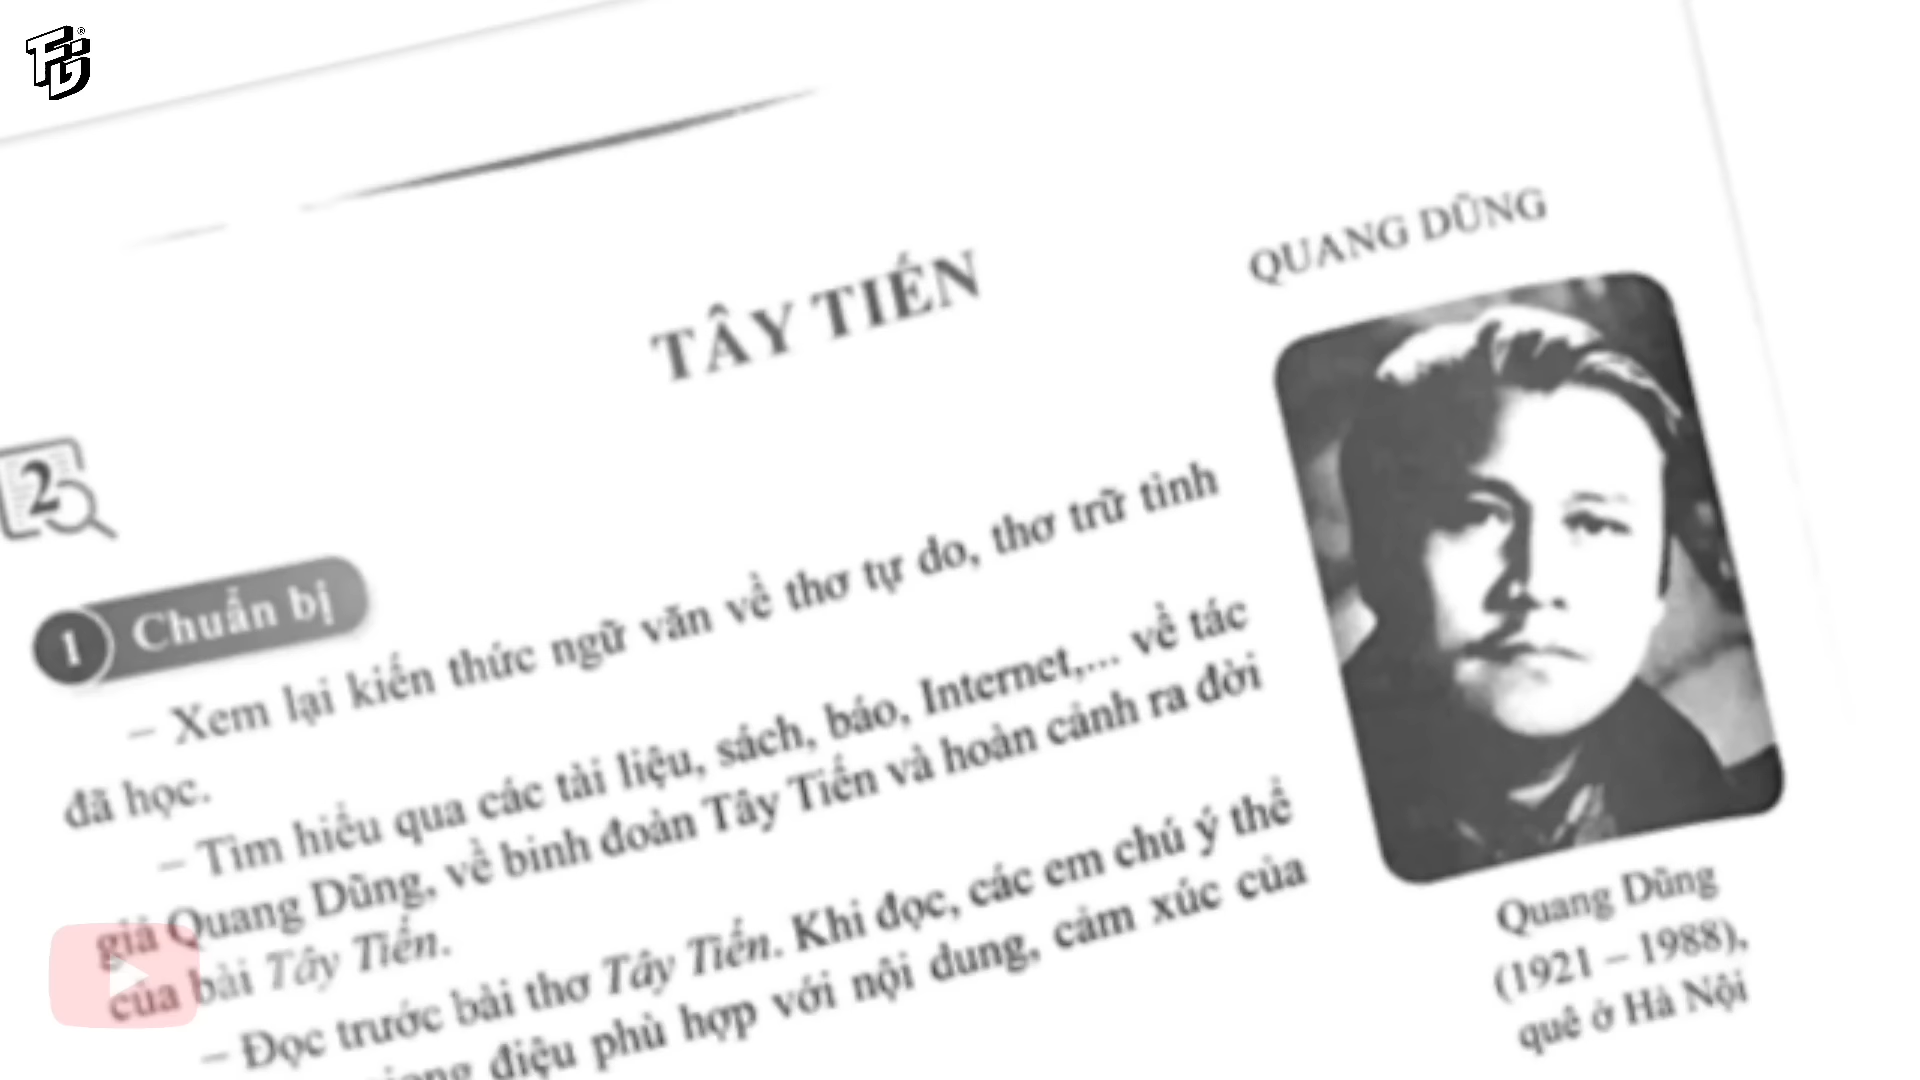 QUANG DŨNG
TÂY TIẾN
2
1 Chuẩn bị
– Xem lại kiến thức ngữ văn về thơ tự do, thơ trữ tình
đã học.
– Tìm hiểu qua các tài liệu, sách, báo, Internet,... về tác
giả Quang Dũng, về binh đoàn Tây Tiến và hoàn cảnh ra đời
của bài Tây Tiến.
– Đọc trước bài thơ Tây Tiến. Khi đọc, các em chú ý thể
điệu phù hợp với nội dung, cảm xúc của
Quang Dũng
(1921 – 1988),
quê ở Hà Nội